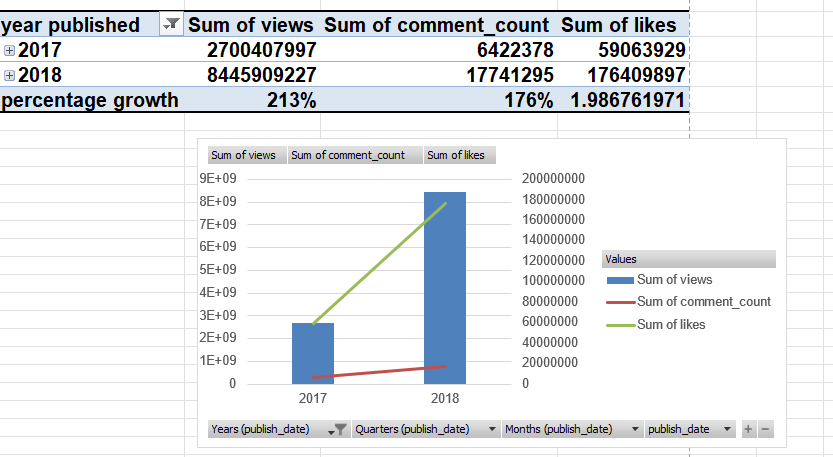 year published Sum of views Sum of comment_count Sum of likes
2017 2700407997 6422378 59063929
2018 8445909227 17741295 176409897
percentage growth 213% 176% 1.986761971
Sum of views Sum of comment_count Sum of likes
9E+09 200000000
8E+09 180000000
7E+09 160000000
6E+09 140000000
5E+09 120000000
4E+09 100000000
3E+09 80000000
2E+09 60000000
1E+09 40000000
0 20000000
0
Values
Sum of views
Sum of comment_count
Sum of likes
2017 2018
Years (publish_date) Quarters (publish_date) Months (publish_date) publish_date + −